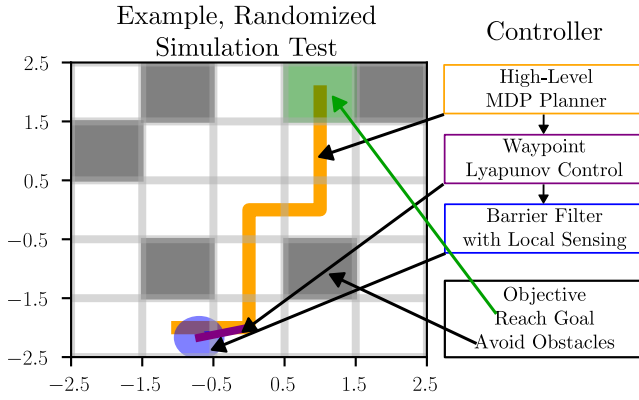 Example, Randomized
Simulation Test
Controller
High-Level
MDP Planner
Waypoint
Lyapunov Control
Barrier Filter
with Local Sensing
Objective
Reach Goal
Avoid Obstacles
2.5
1.5
0.5
−0.5
−1.5
−2.5
−2.5
−1.5
−0.5
0.5
1.5
2.5